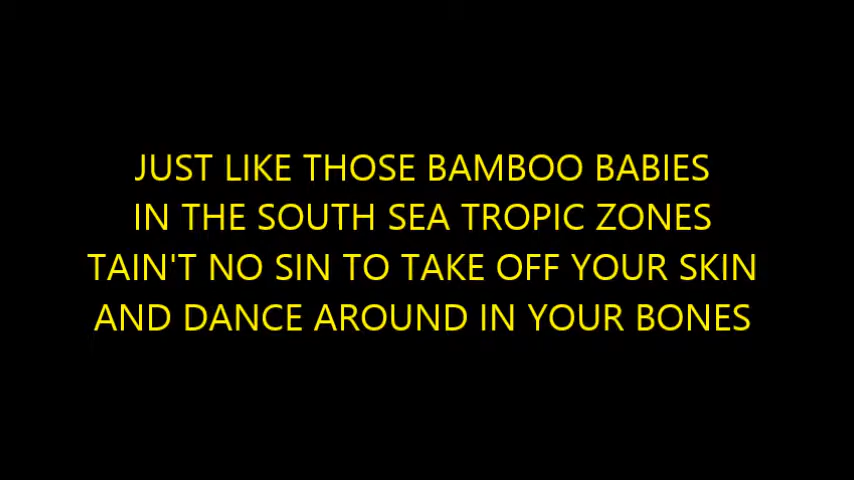 JUST LIKE THOSE BAMBOO BABIES
IN THE SOUTH SEA TROPIC ZONES
TAIN'T NO SIN TO TAKE OFF YOUR SKIN
AND DANCE AROUND IN YOUR BONES